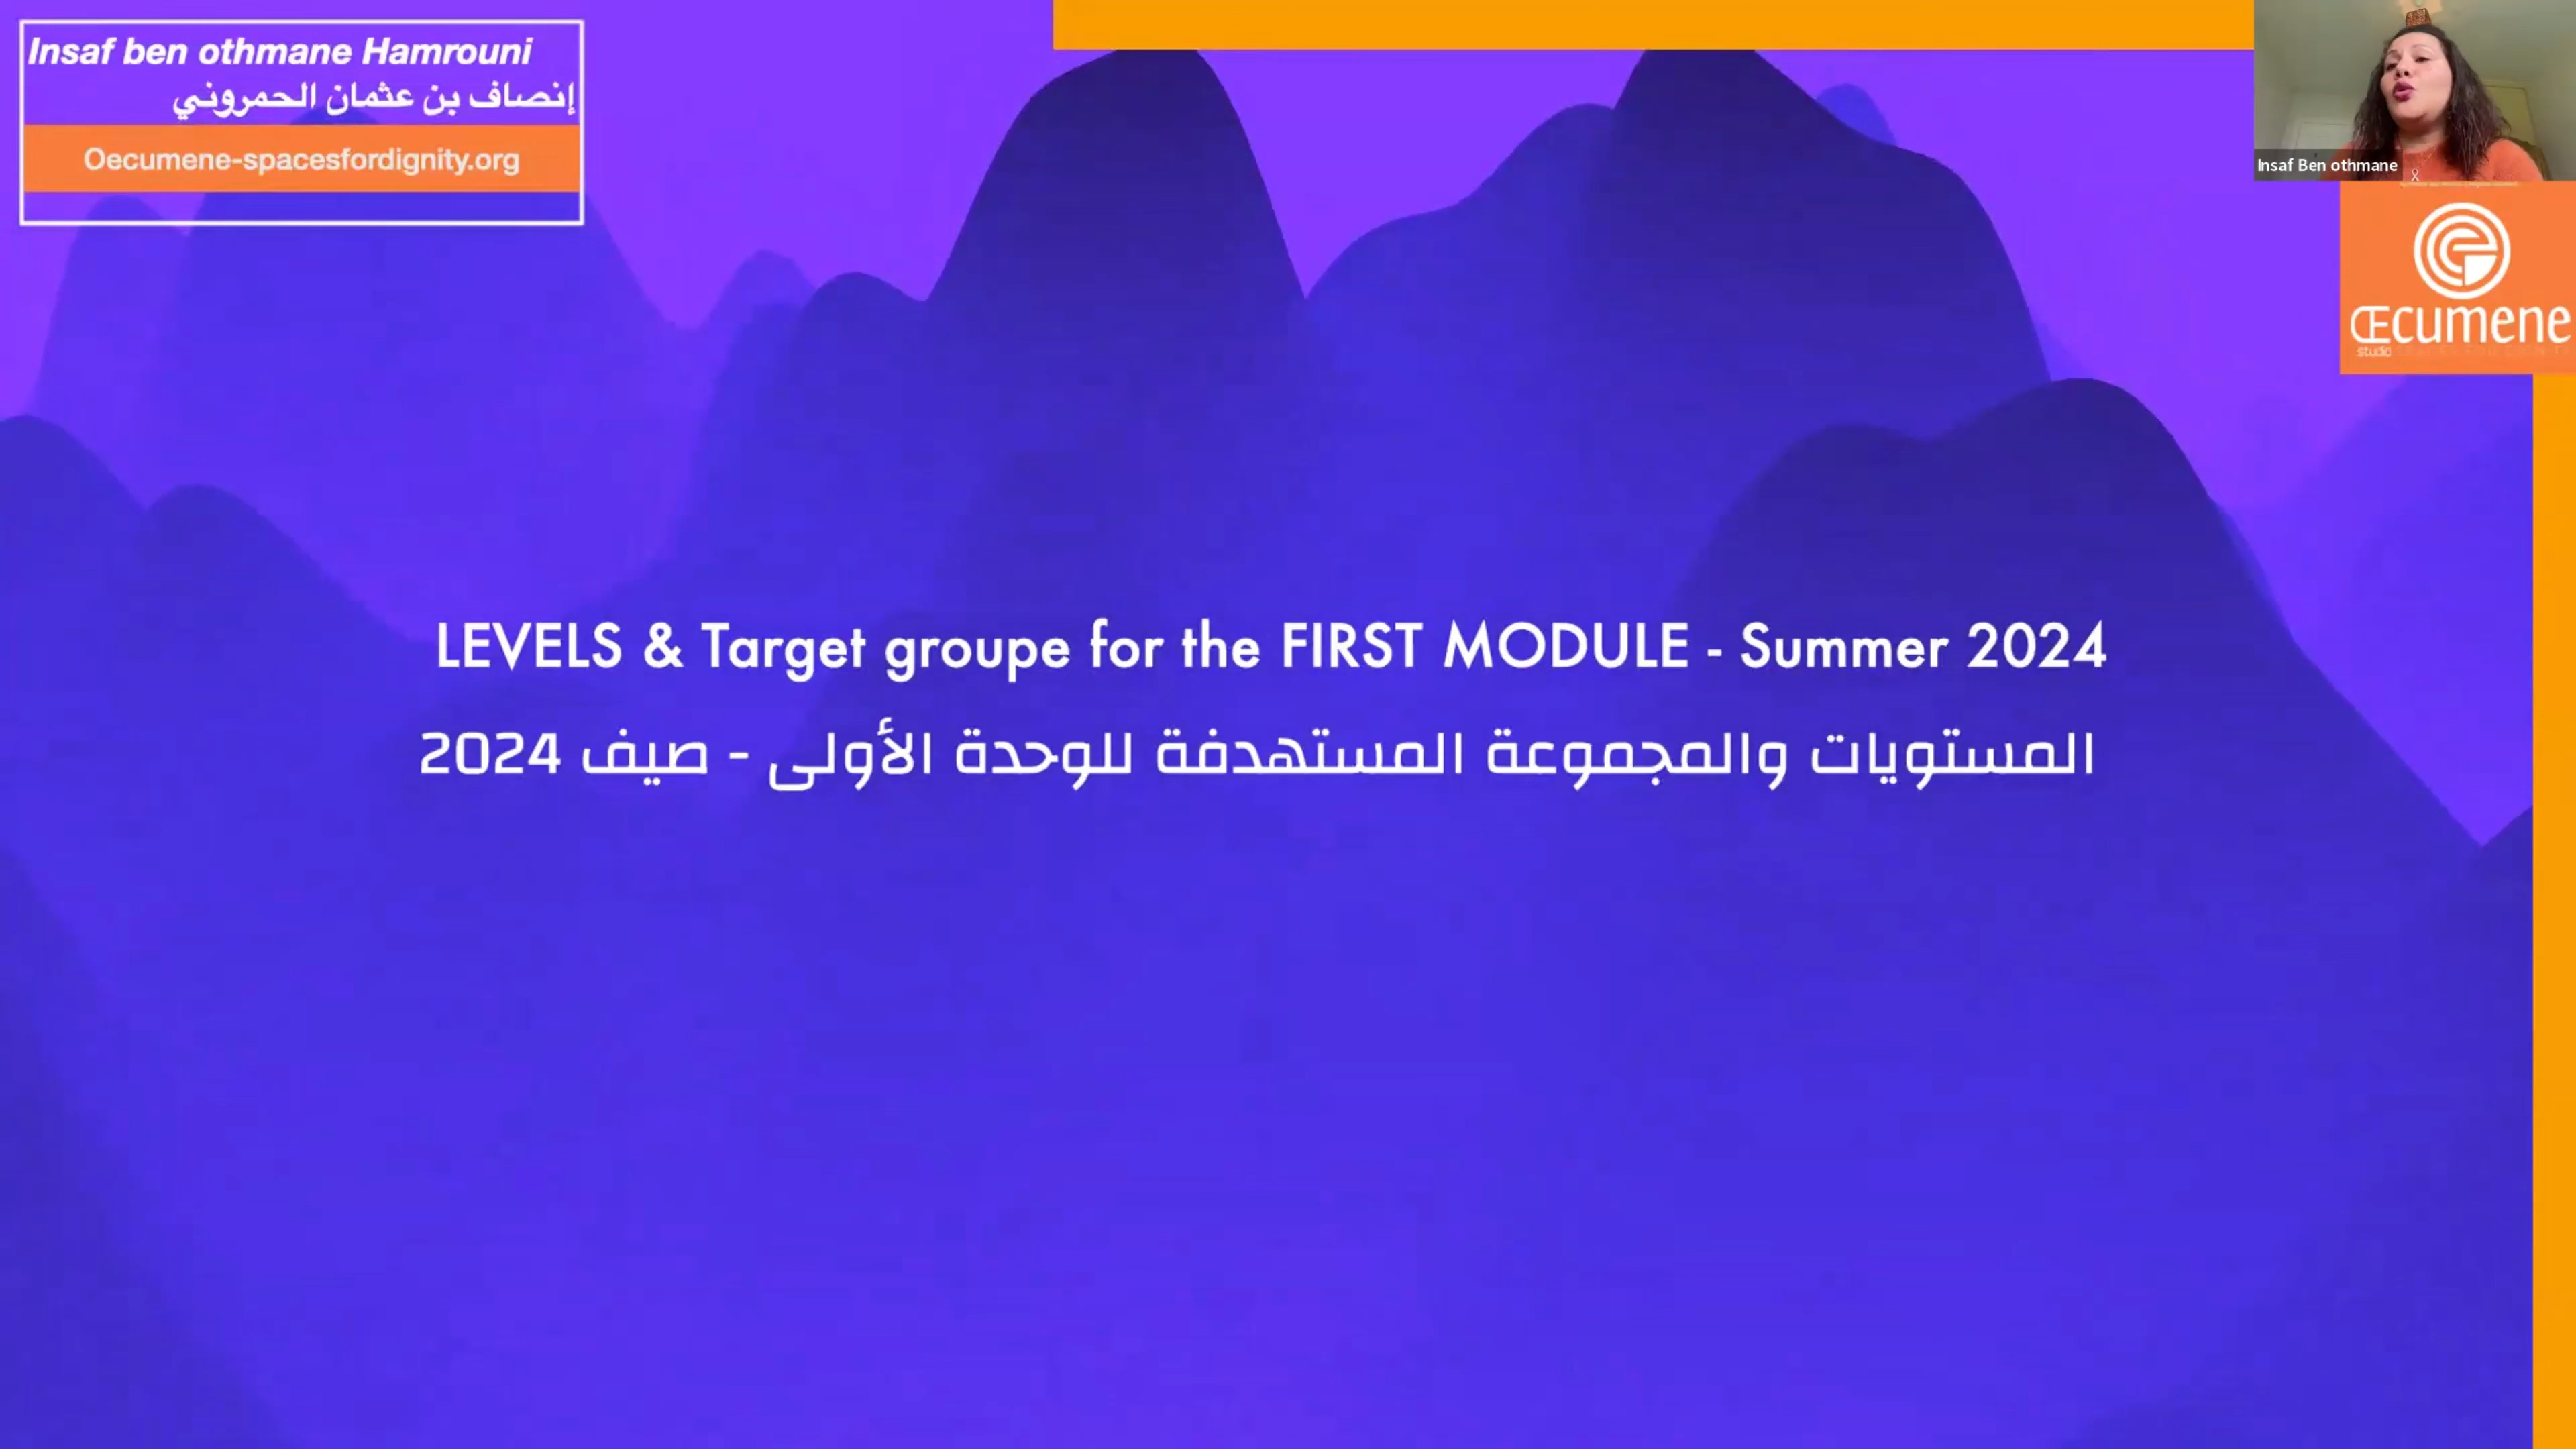 Insaf ben othmane Hamrouni
إنصاف بن عثمان الحمروني
Oecumene-spacesfordignity.org
Insaf Ben othmane
ŒCUMENE
studio
LEVELS & Target groupe for the FIRST MODULE - Summer 2024
المستويات والمجموعة المستهدفة للوحدة الأولى - صيف 2024